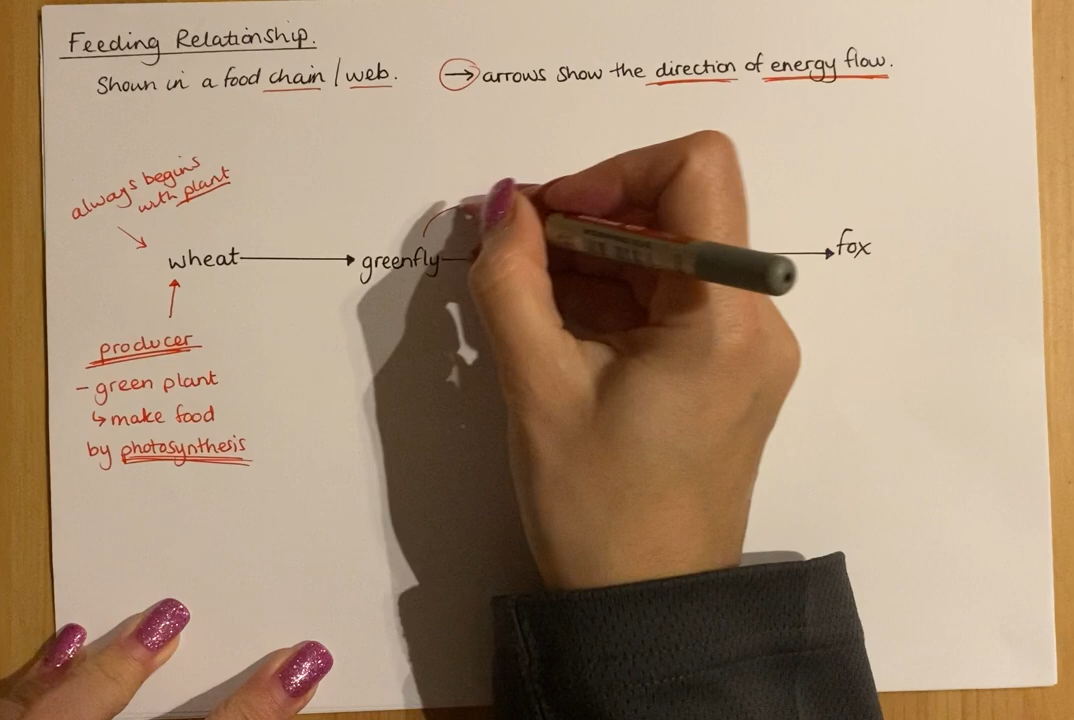 Feeding Relationship.
Shown in a food chain / web. → arrows show the direction of energy flow.
always begins
with plant
wheat → greenfly → fox
producer
- green plant
↳ make food
by photosynthesis